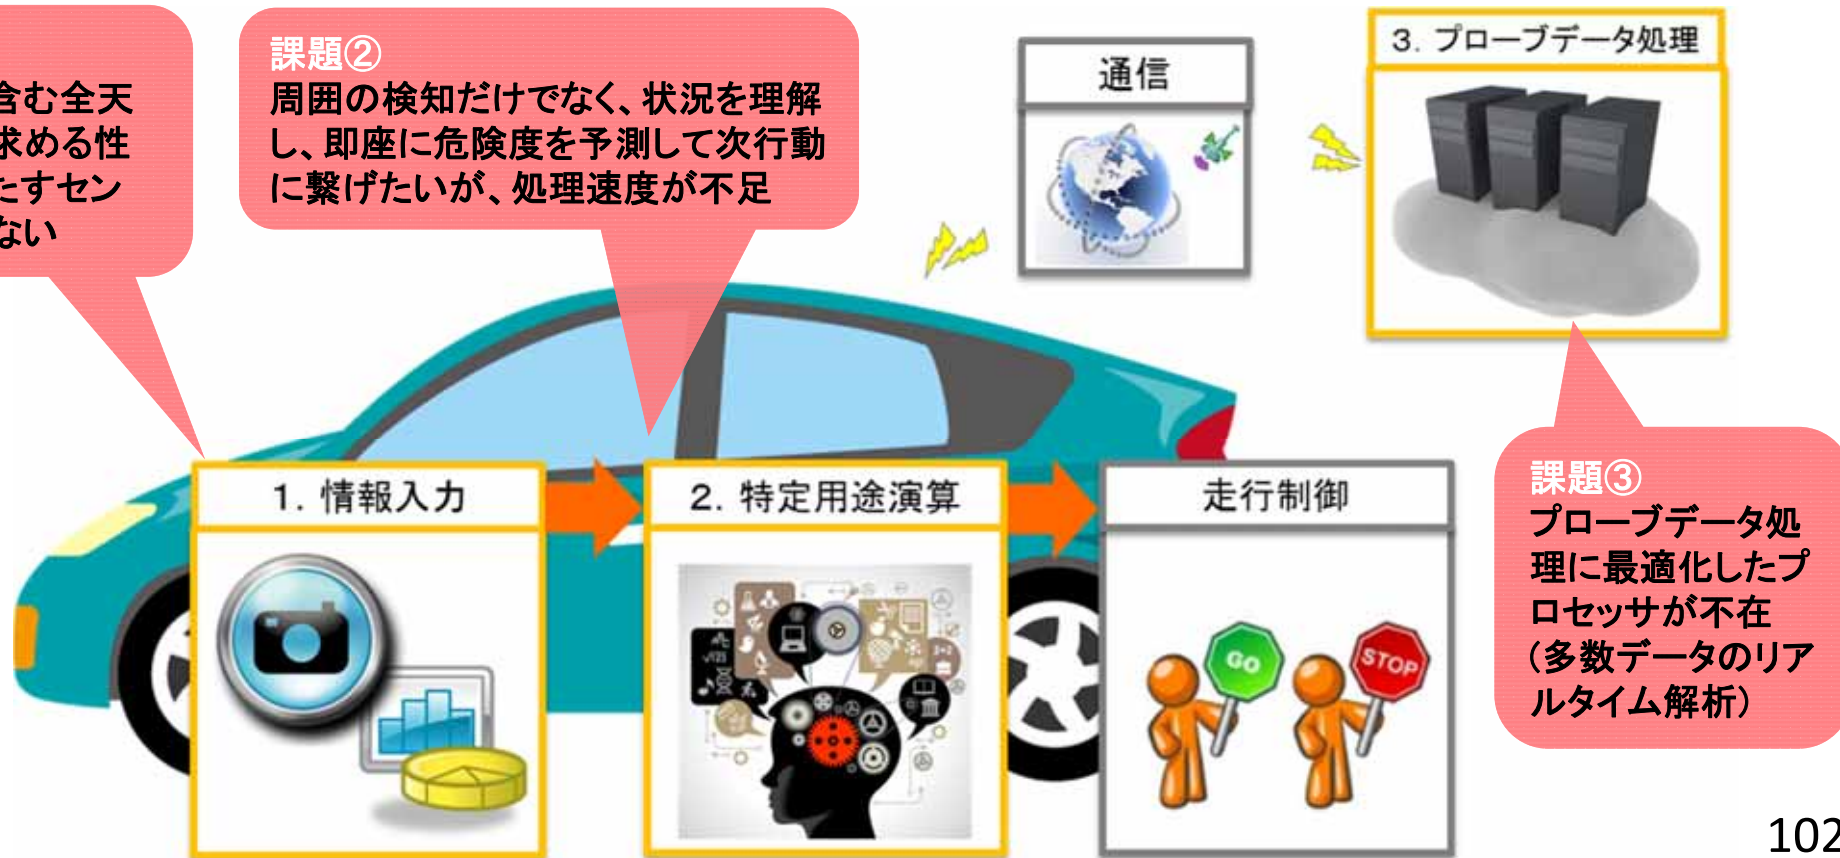 含む全天
求める性
たすセン
ない
課題②
周囲の検知だけでなく、状況を理解
し、即座に危険度を予測して次行動
に繋げたいが、処理速度が不足
通信
3. プローブデータ処理
1. 情報入力
2. 特定用途演算
走行制御
GO
STOP
課題③
プローブデータ処
理に最適化したプ
ロセッサが不在
（多数データのリア
ルタイム解析）
102